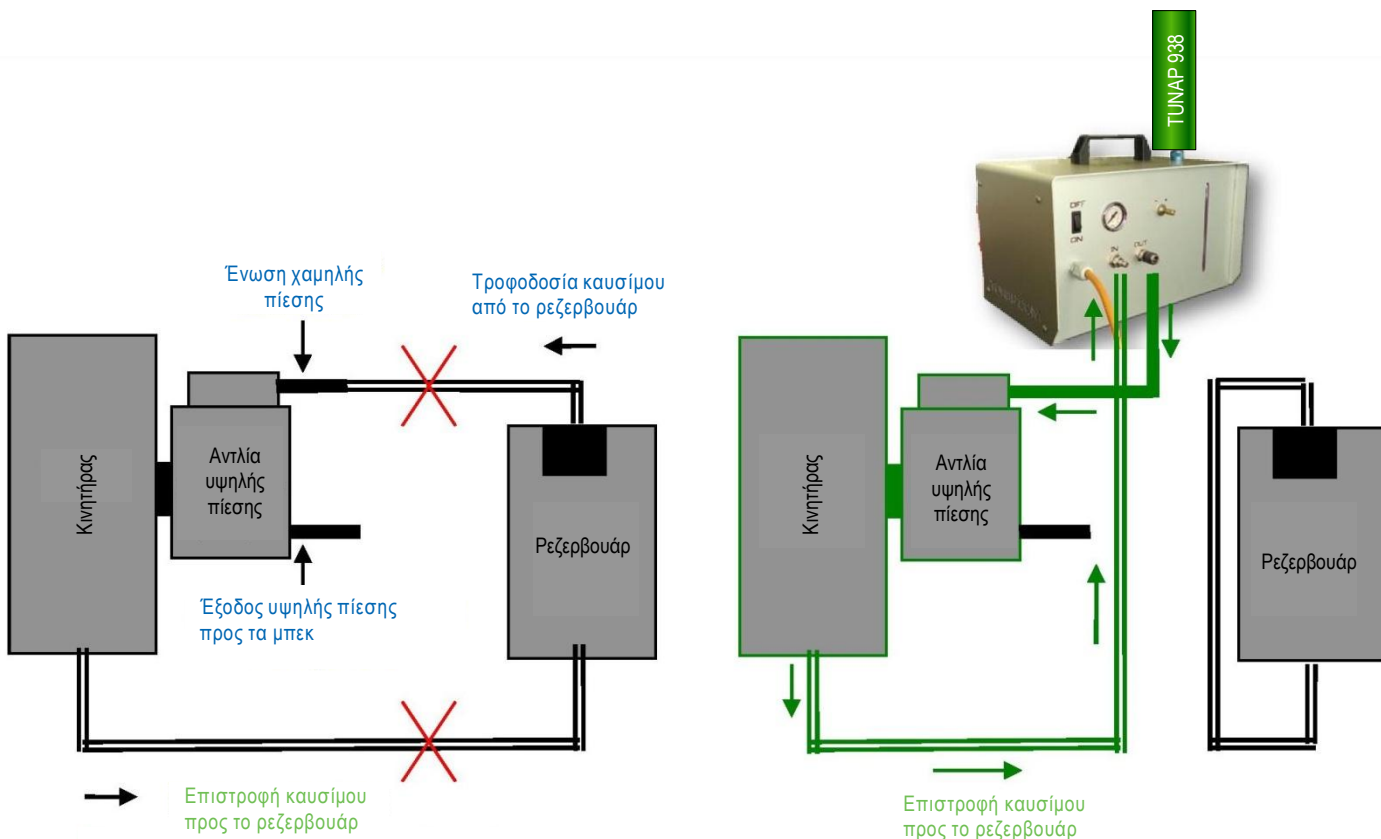 TUNAP 938
OFF
ON
IN
OUT
Ένωση χαμηλής
πίεσης
Τροφοδοσία καυσίμου
από το ρεζερβουάρ
Κινητήρας
Αντλία
υψηλής
πίεσης
Ρεζερβουάρ
Έξοδος υψηλής πίεσης
προς τα μπεκ
Επιστροφή καυσίμου
προς το ρεζερβουάρ
Κινητήρας
Αντλία
υψηλής
πίεσης
Ρεζερβουάρ
Επιστροφή καυσίμου
προς το ρεζερβουάρ